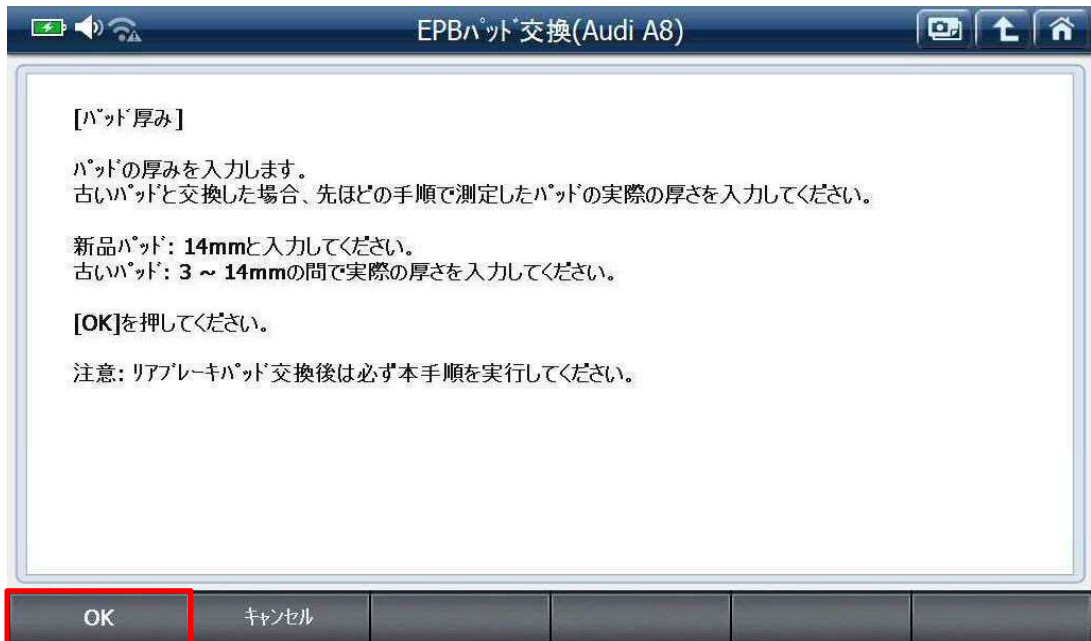 EPBﾊﾟｯﾄﾞ交換(Audi A8)
[ﾊﾟｯﾄﾞ厚み]
ﾊﾟｯﾄﾞの厚みを入力します。
古いﾊﾟｯﾄﾞと交換した場合、先ほどの手順で測定したﾊﾟｯﾄﾞの実際の厚さを入力してください。
新品ﾊﾟｯﾄﾞ: 14mmと入力してください。
古いﾊﾟｯﾄﾞ: 3 ~ 14mmの間で実際の厚さを入力してください。
[OK]を押してください。
注意: ﾘｱﾌﾞﾚｰｷﾊﾟｯﾄﾞ交換後は必ず本手順を実行してください。
OK ｷｬﾝｾﾙ